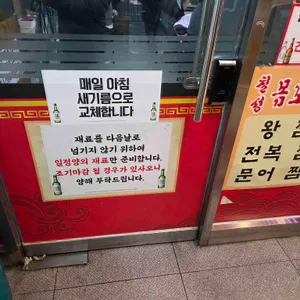 매일 아침
새기름으로
교체합니다
재료를 다음날로
넘기지 않기 위하여
일정양의 재료만 준비합니다.
조기마감 될 경우가 있사오니
양해 부탁드립니다.
횡성
왕
전복
문어